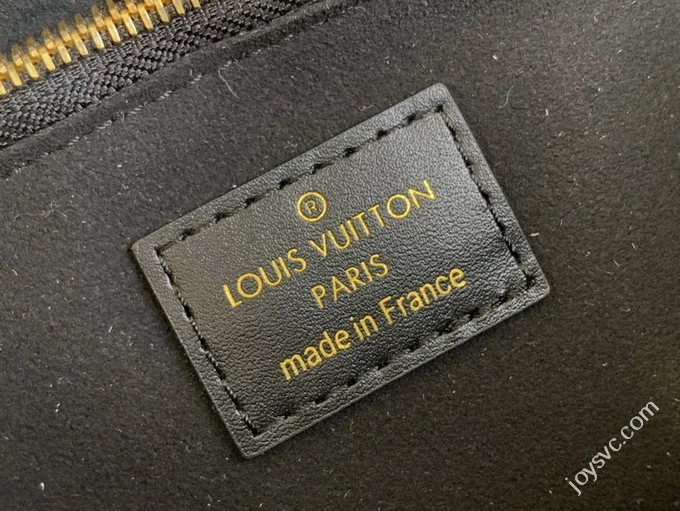 ®
LOUIS VUITTON
PARIS
made in France
joysvc.com